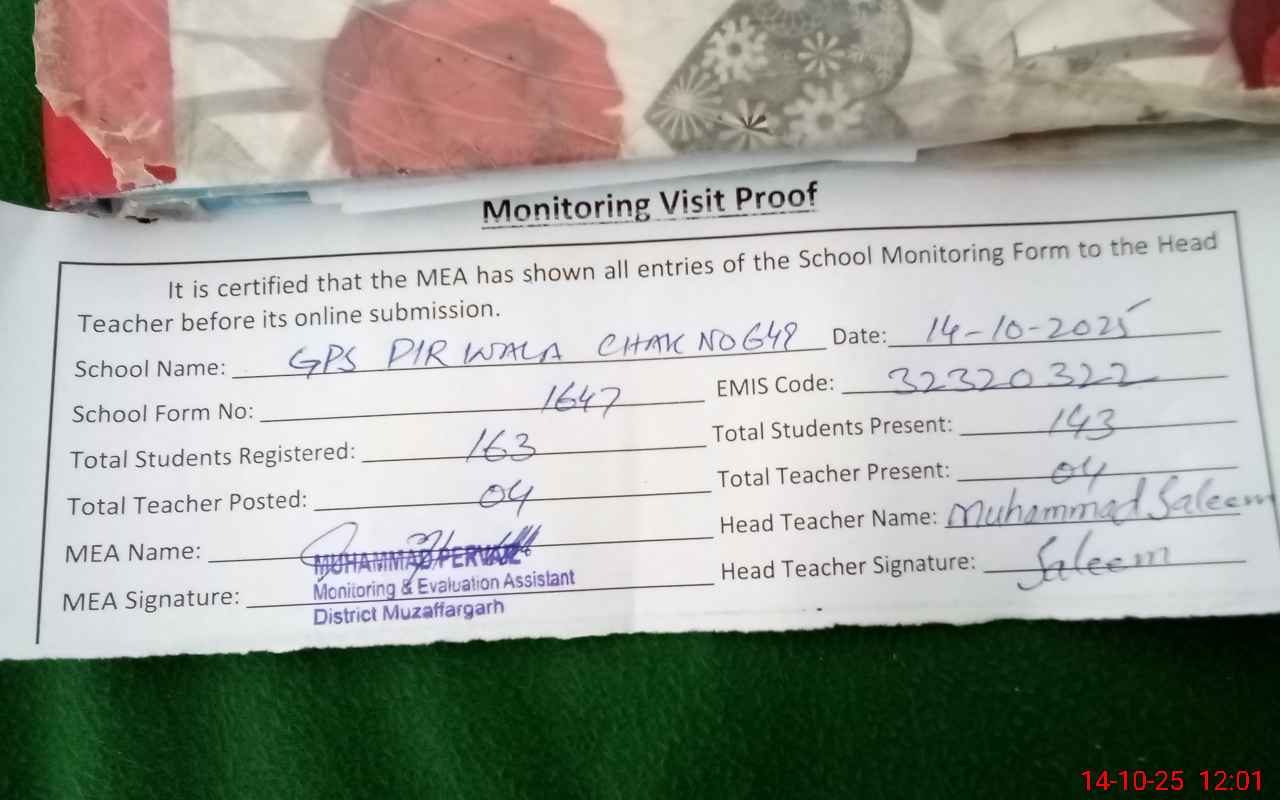 Monitoring Visit Proof
It is certified that the MEA has shown all entries of the School Monitoring Form to the Head
Teacher before its online submission.
School Name: GPS PIR WALA CHAK NO 648 Date: 14-10-2025
School Form No: 1647 EMIS Code: 32320322
Total Students Registered: 163 Total Students Present: 143
Total Teacher Posted: 04 Total Teacher Present: 04
MEA Name: MUHAMMAD PERVAIZ Head Teacher Name: Muhammad Saleem
Monitoring & Evaluation Assistant
MEA Signature: Head Teacher Signature: Saleem
District Muzaffargarh
14-10-25 12:01